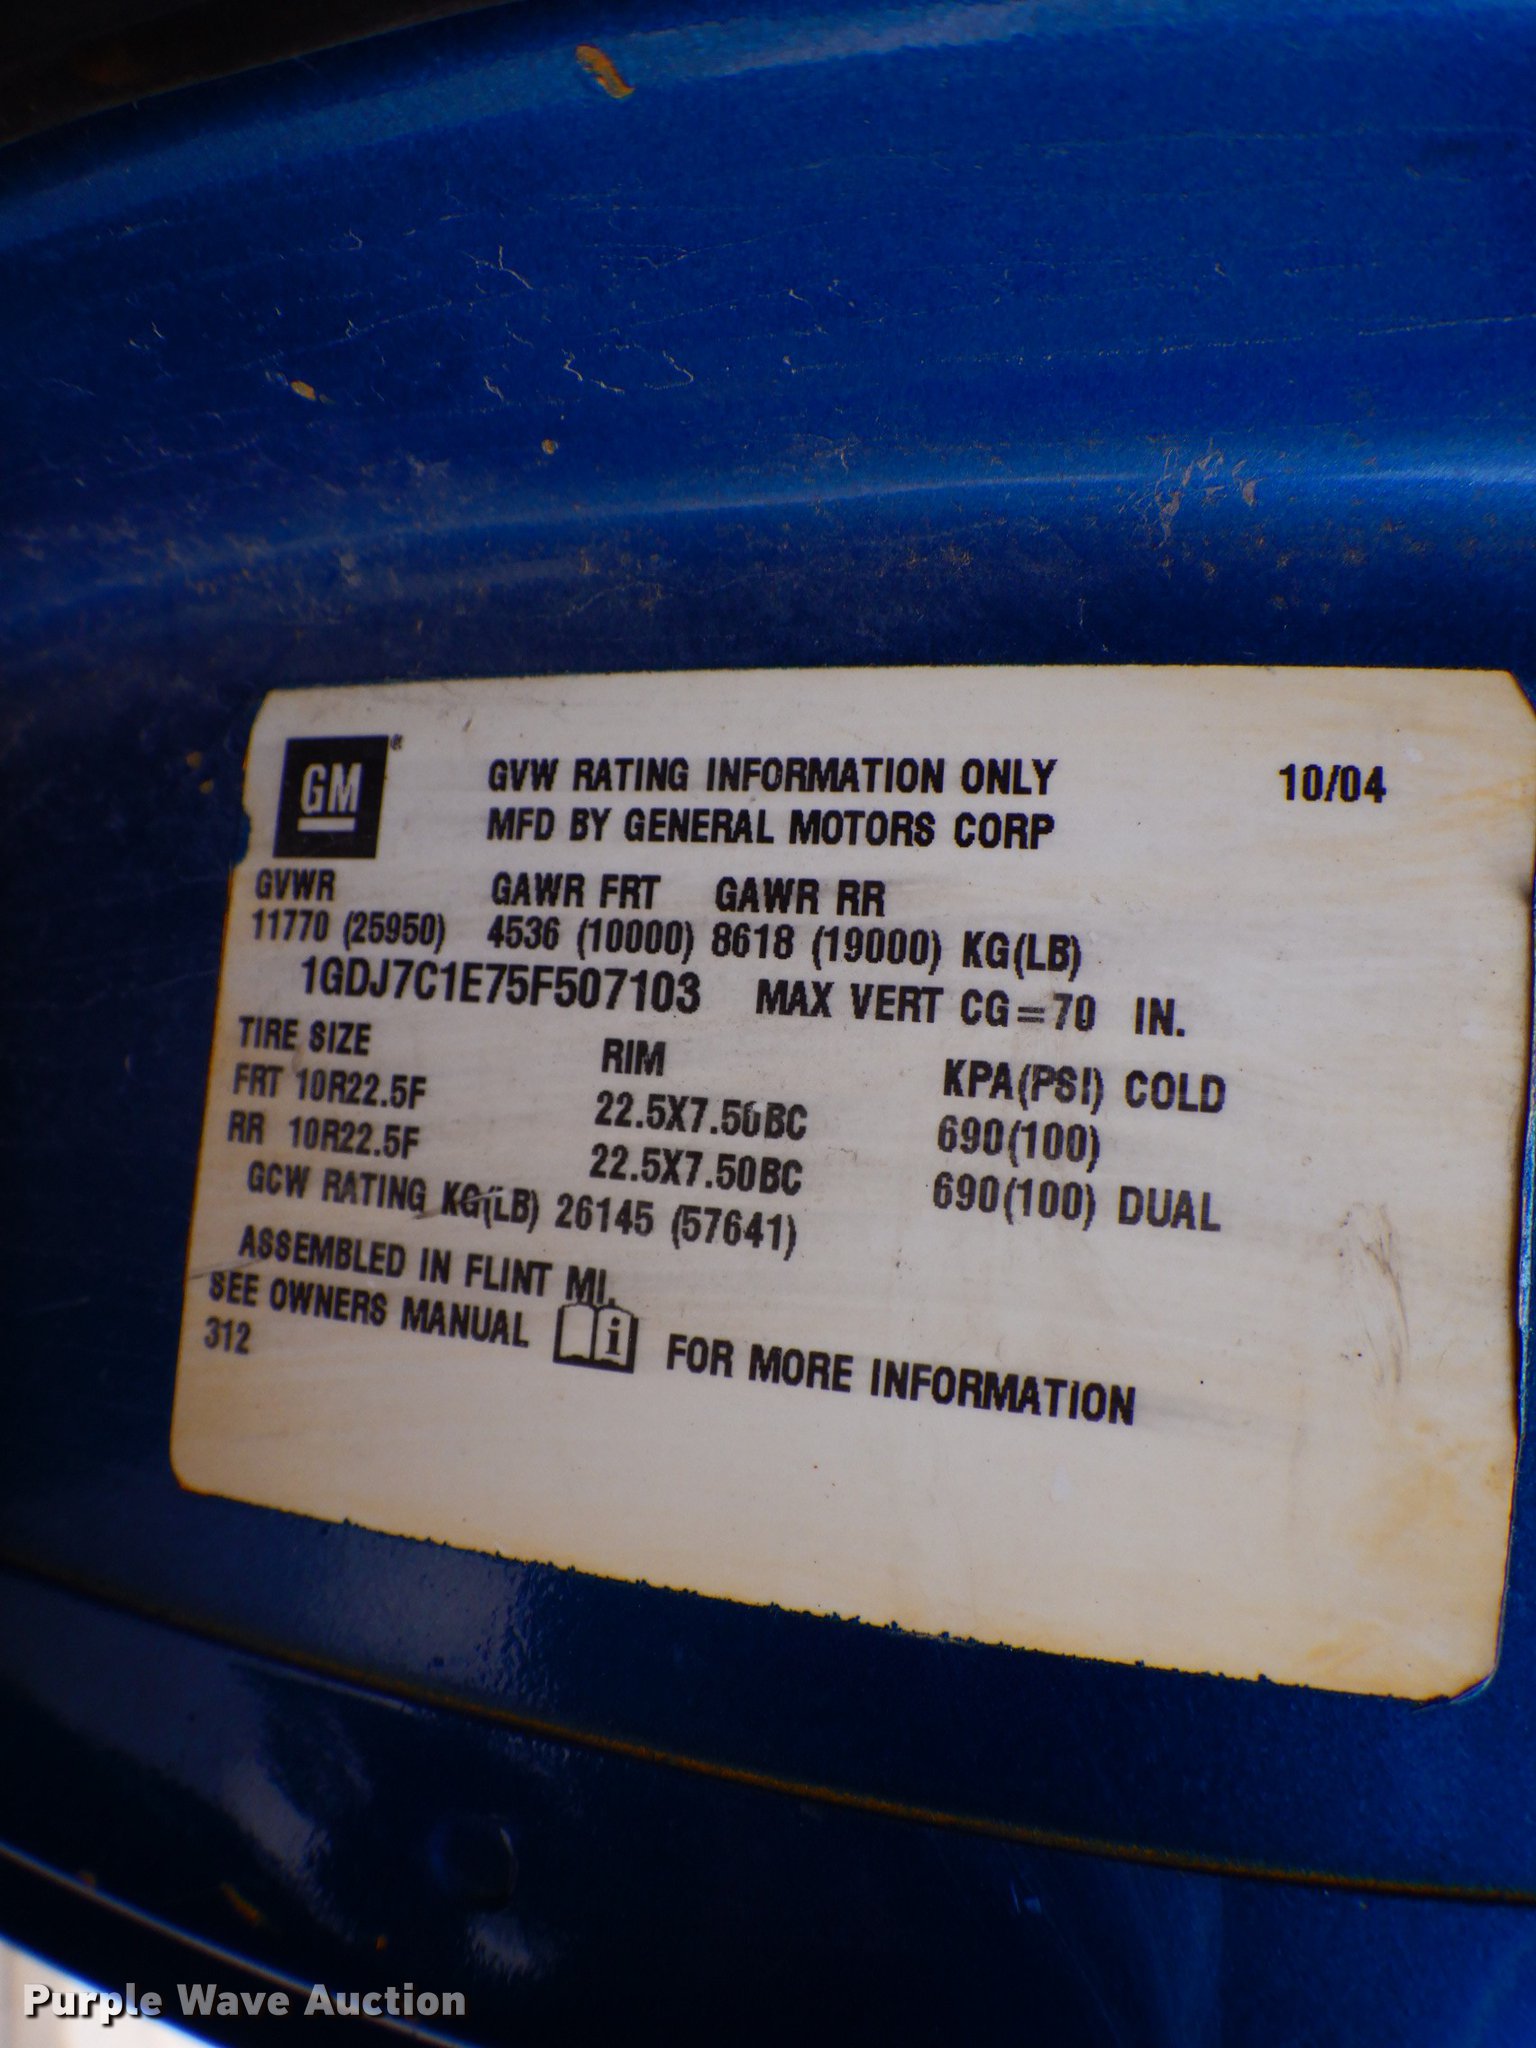 GM®
GVW RATING INFORMATION ONLY 10/04
MFD BY GENERAL MOTORS CORP
GVWR GAWR FRT GAWR RR
11770 (25950) 4536 (10000) 8618 (19000) KG(LB)
1GDJ7C1E75F507103 MAX VERT CG=70 IN.
TIRE SIZE RIM KPA(PSI) COLD
FRT 10R22.5F 22.5X7.50BC 690(100)
RR 10R22.5F 22.5X7.50BC 690(100) DUAL
GCW RATING KG(LB) 26145 (57641)
ASSEMBLED IN FLINT MI.
SEE OWNERS MANUAL i FOR MORE INFORMATION
312
Purple Wave Auction